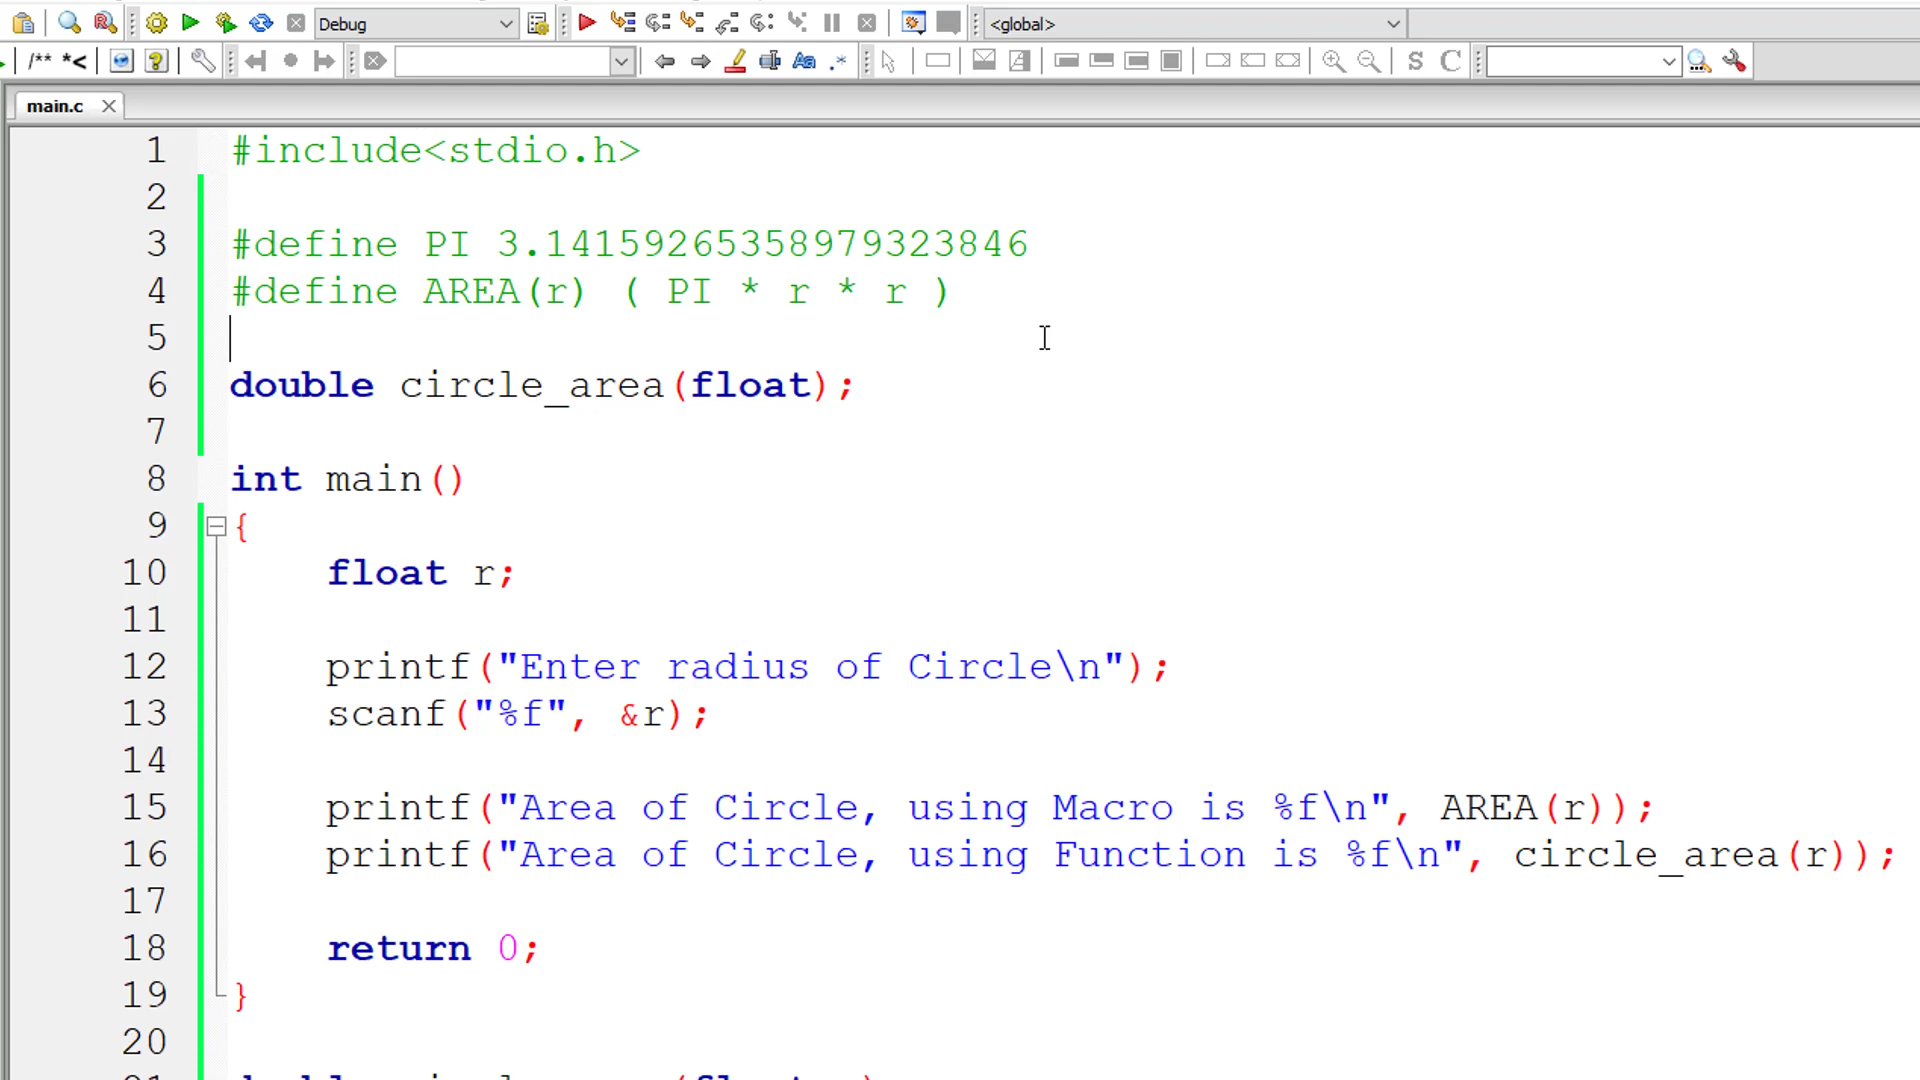 Debug
<global>
/** *<
Aa .*
S C
main.c
1 #include<stdio.h>
2
3 #define PI 3.14159265358979323846
4 #define AREA(r) ( PI * r * r )
5
6 double circle_area(float);
7
8 int main()
9 {
10 float r;
11
12 printf("Enter radius of Circle\n");
13 scanf("%f", &r);
14
15 printf("Area of Circle, using Macro is %f\n", AREA(r));
16 printf("Area of Circle, using Function is %f\n", circle_area(r));
17
18 return 0;
19 }
20